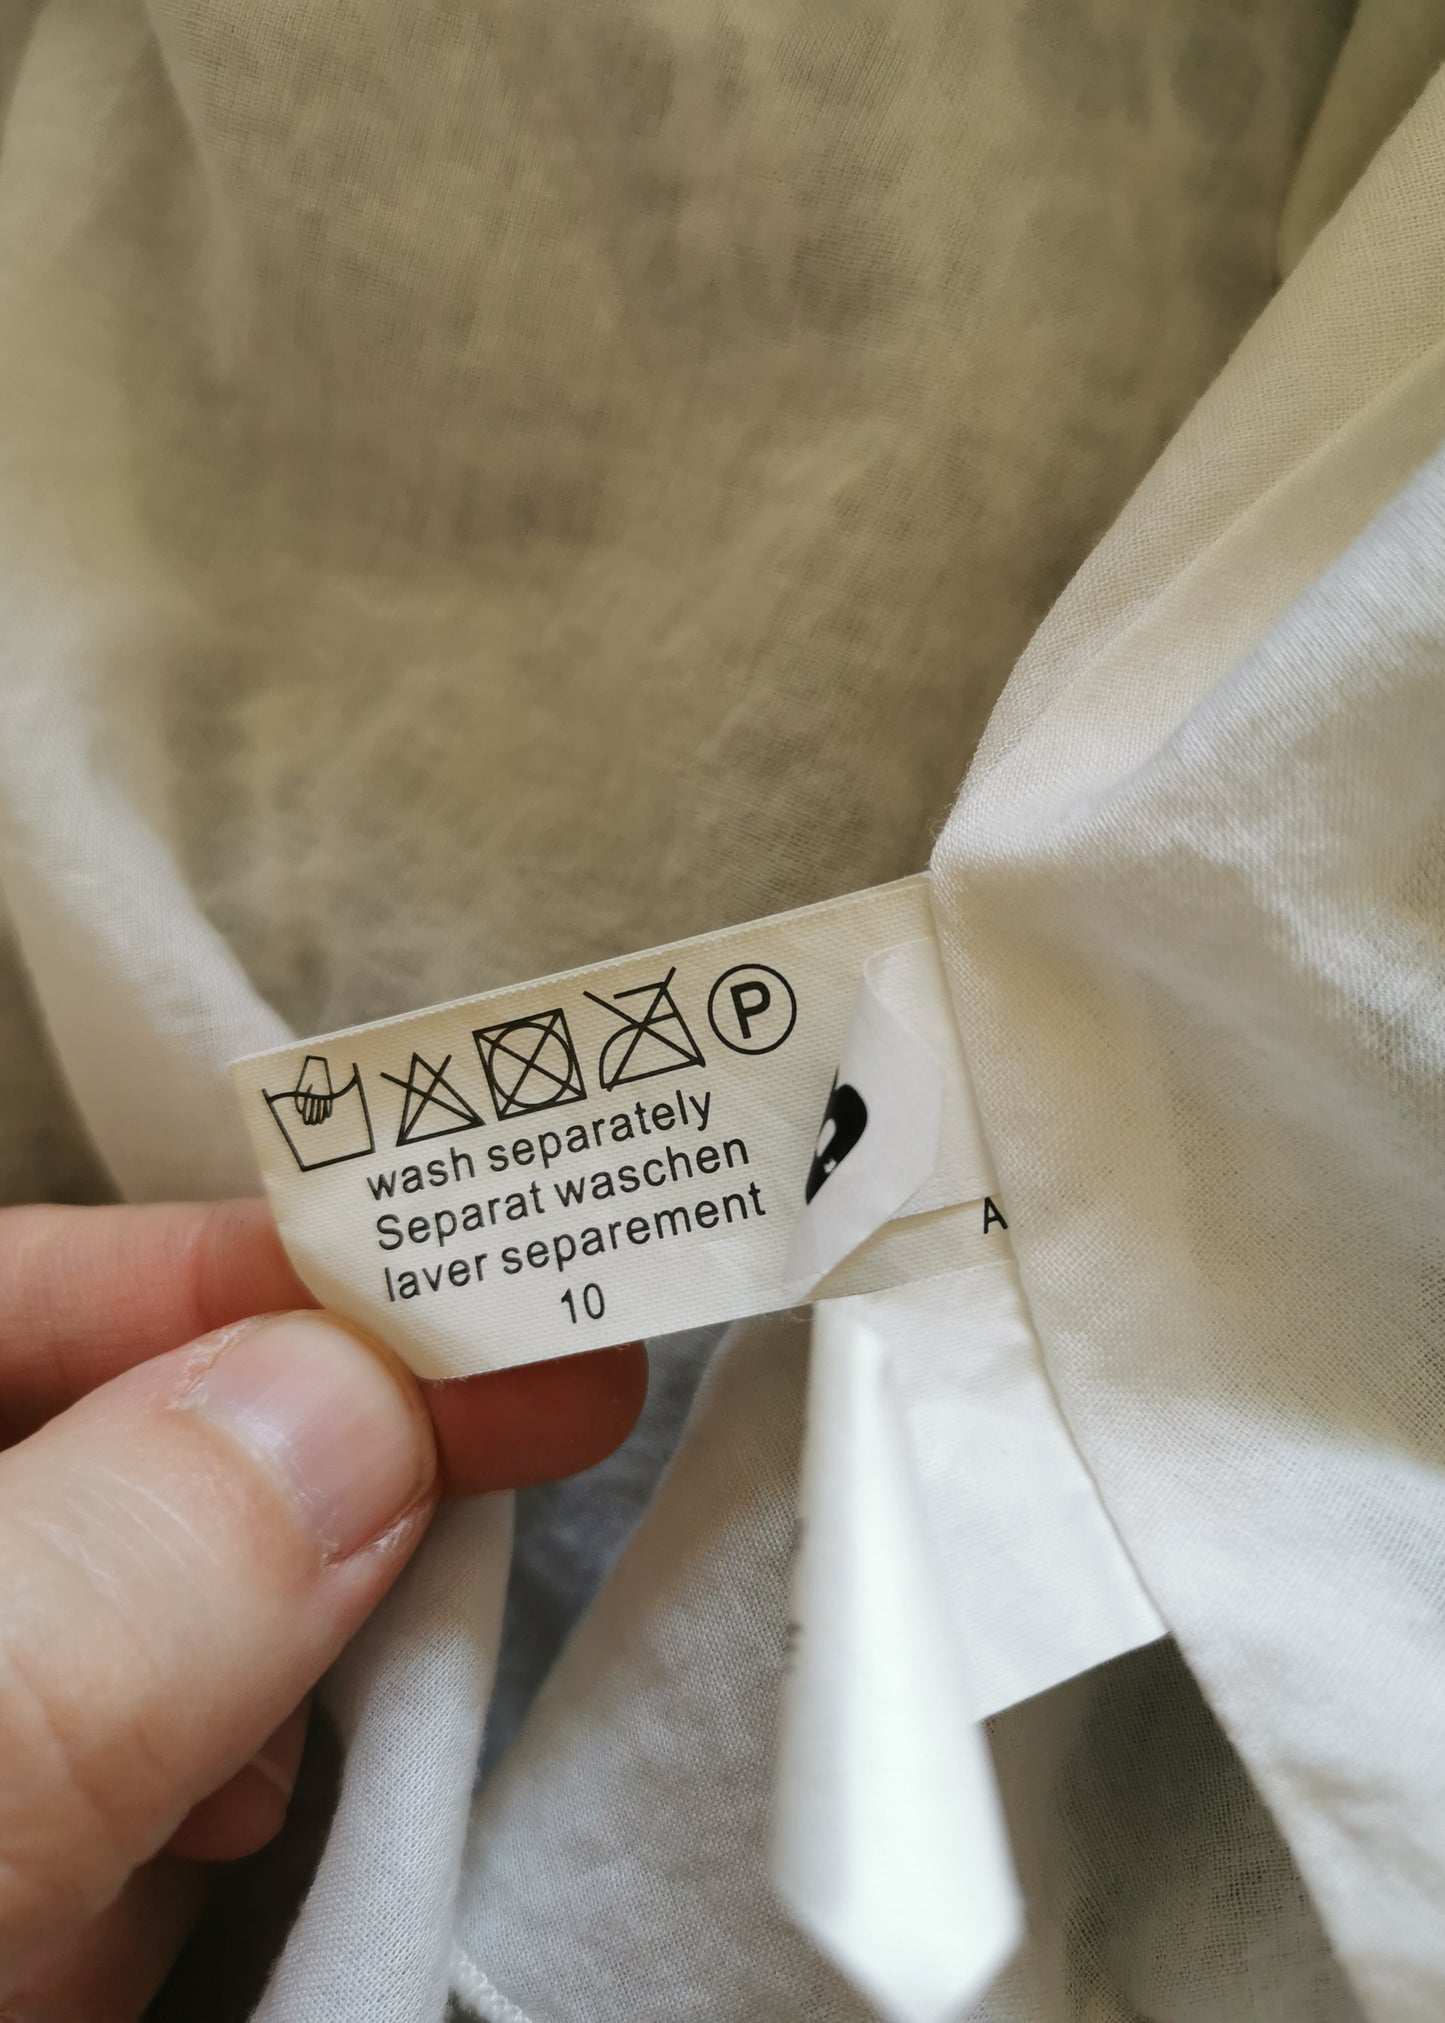 P
wash separately
Separat waschen
laver separement
10
A